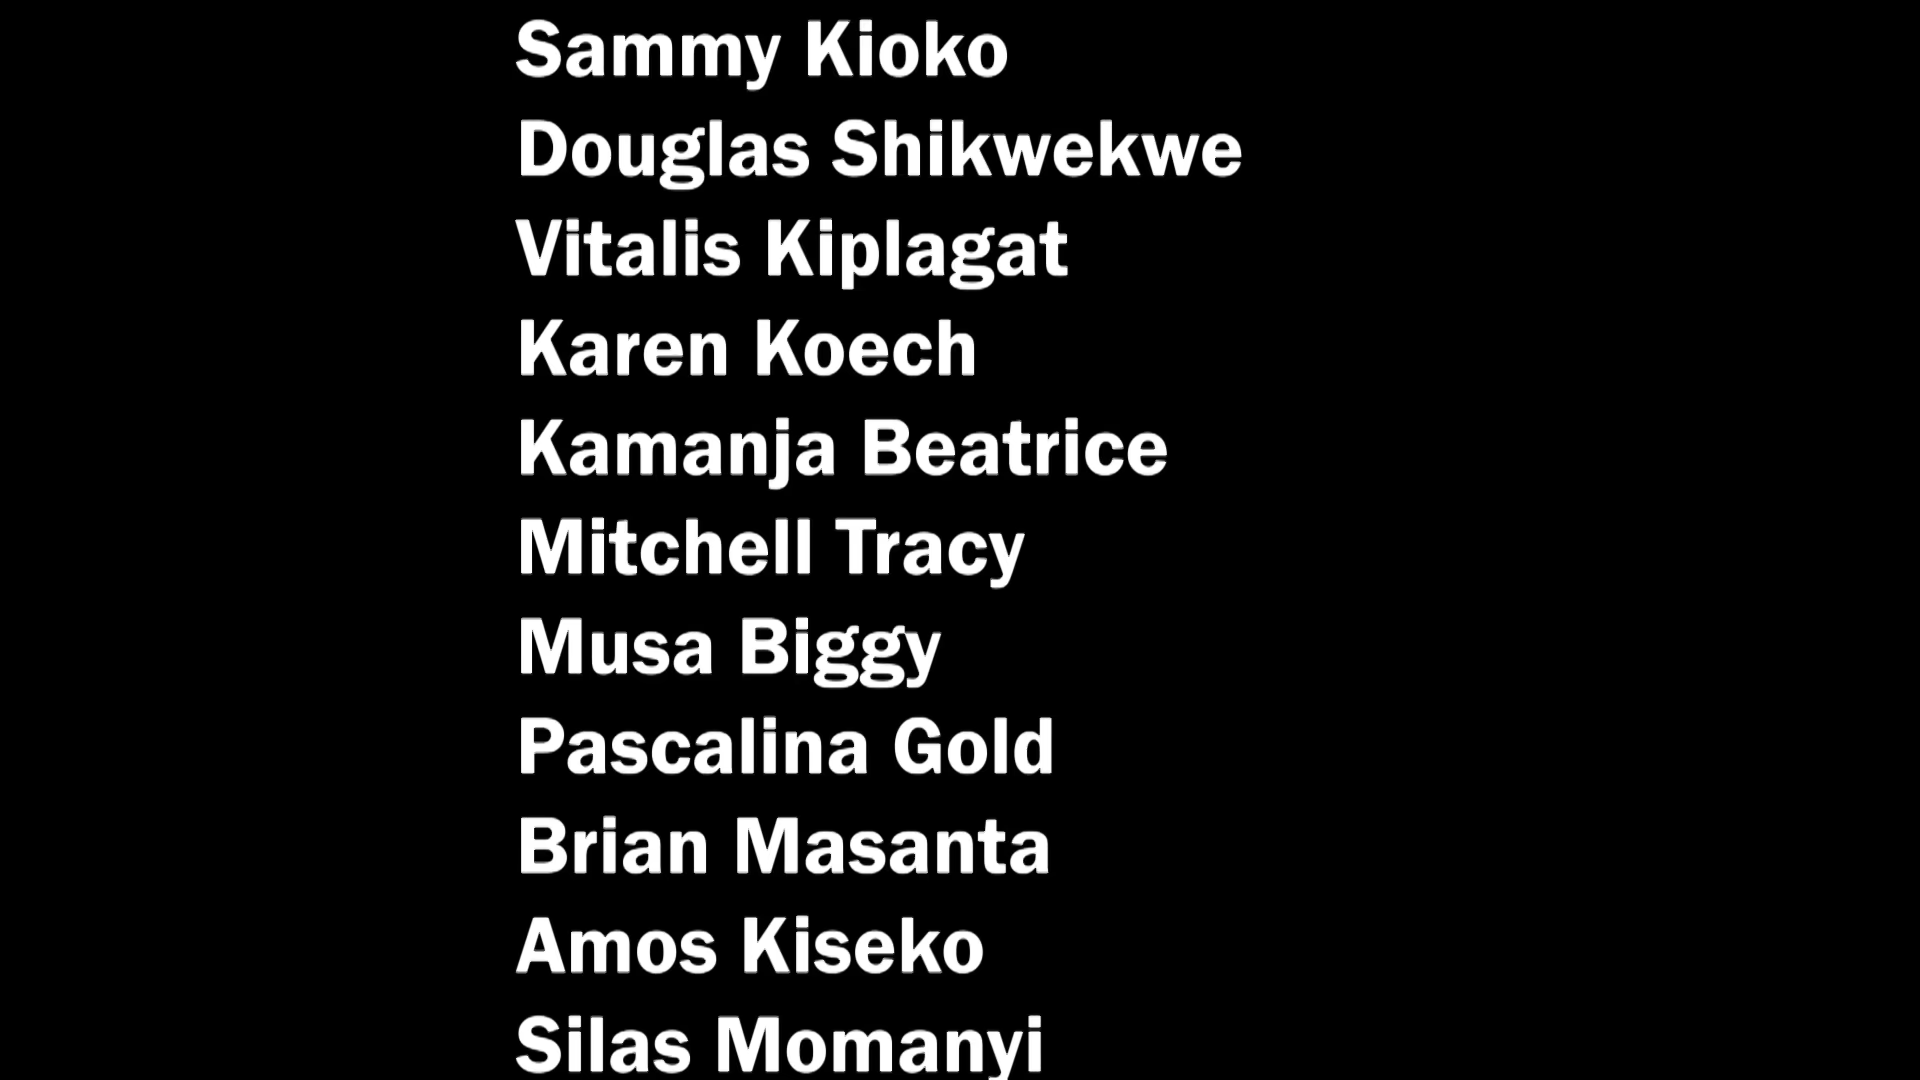 Sammy Kioko
Douglas Shikwekwe
Vitalis Kiplagat
Karen Koech
Kamanja Beatrice
Mitchell Tracy
Musa Biggy
Pascalina Gold
Brian Masanta
Amos Kiseko
Silas Momanyi